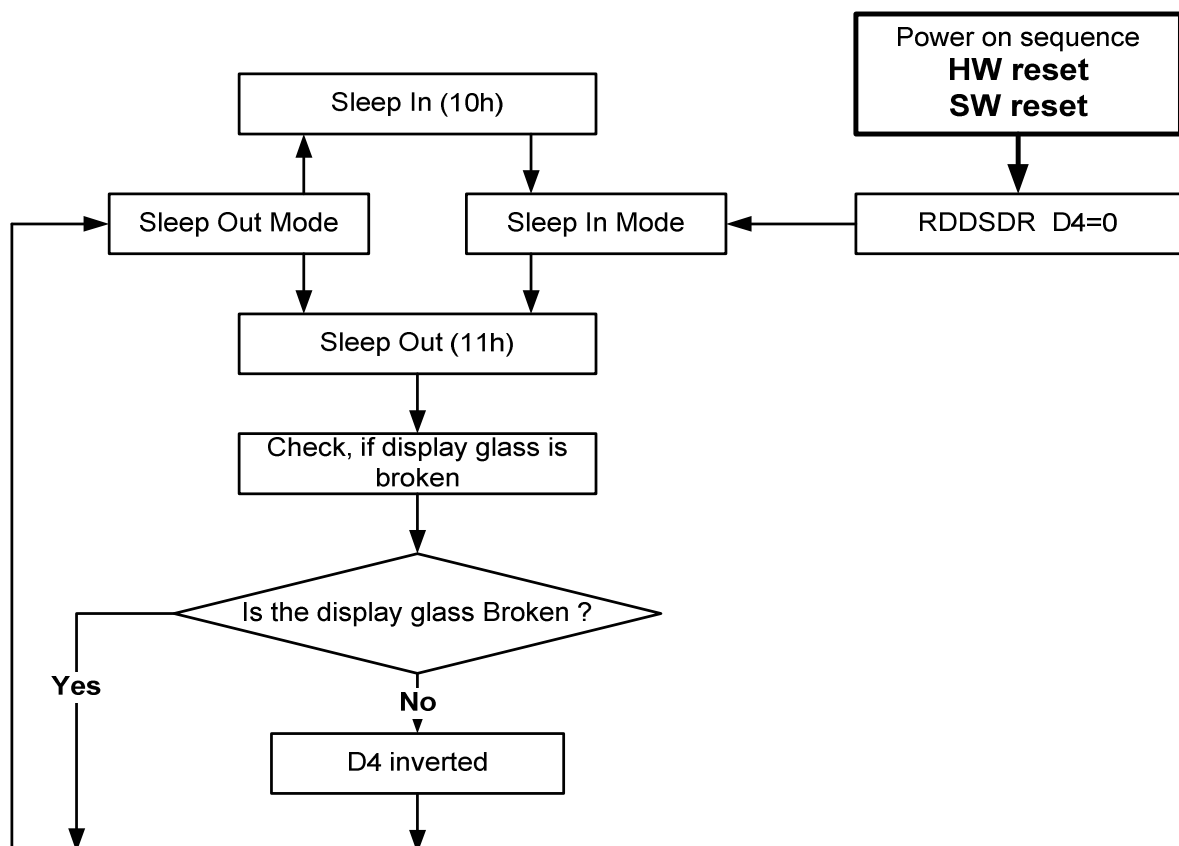 Power on sequence
HW reset
SW reset
Sleep In (10h)
Sleep Out Mode
Sleep In Mode
RDDSDR D4=0
Sleep Out (11h)
Check, if display glass is
broken
Is the display glass Broken ?
Yes
No
D4 inverted